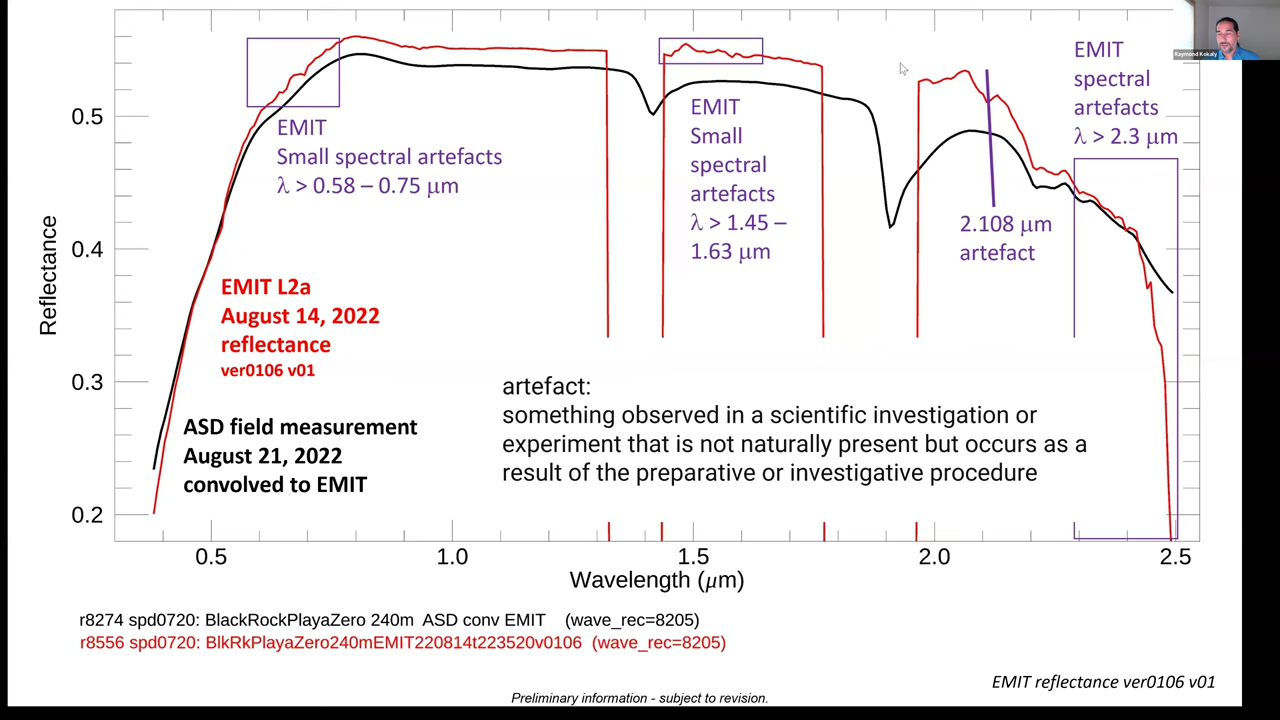 Raymond Kokaly
EMIT
spectral
artefacts
λ > 2.3 µm
EMIT
Small spectral artefacts
λ > 0.58 – 0.75 µm
EMIT
Small
spectral
artefacts
λ > 1.45 –
1.63 µm
2.108 µm
artefact
EMIT L2a
August 14, 2022
reflectance
ver0106 v01
ASD field measurement
August 21, 2022
convolved to EMIT
artefact:
something observed in a scientific investigation or
experiment that is not naturally present but occurs as a
result of the preparative or investigative procedure
Reflectance
0.5
0.4
0.3
0.2
0.5 1.0 1.5 2.0 2.5
Wavelength (µm)
r8274 spd0720: BlackRockPlayaZero 240m ASD conv EMIT (wave_rec=8205)
r8556 spd0720: BlkRkPlayaZero240mEMIT220814t223520v0106 (wave_rec=8205)
EMIT reflectance ver0106 v01
Preliminary information - subject to revision.